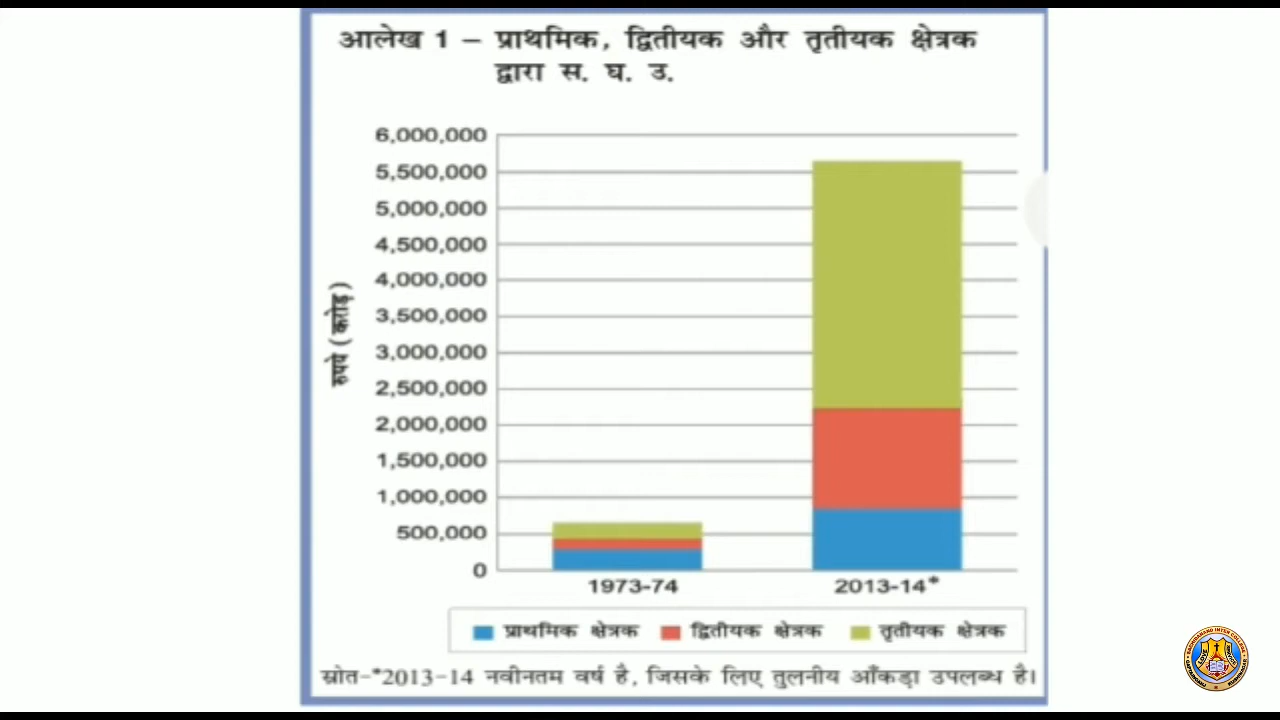 आलेख 1 – प्राथमिक, द्वितीयक और तृतीयक क्षेत्रक
द्वारा स. घ. उ.
6,000,000
5,500,000
5,000,000
4,500,000
4,000,000
3,500,000
3,000,000
2,500,000
2,000,000
1,500,000
1,000,000
500,000
0
रुपये (करोड़)
1973-74 2013-14*
प्राथमिक क्षेत्रक द्वितीयक क्षेत्रक तृतीयक क्षेत्रक
स्रोत-*2013-14 नवीनतम वर्ष है, जिसके लिए तुलनीय आँकड़ा उपलब्ध है।